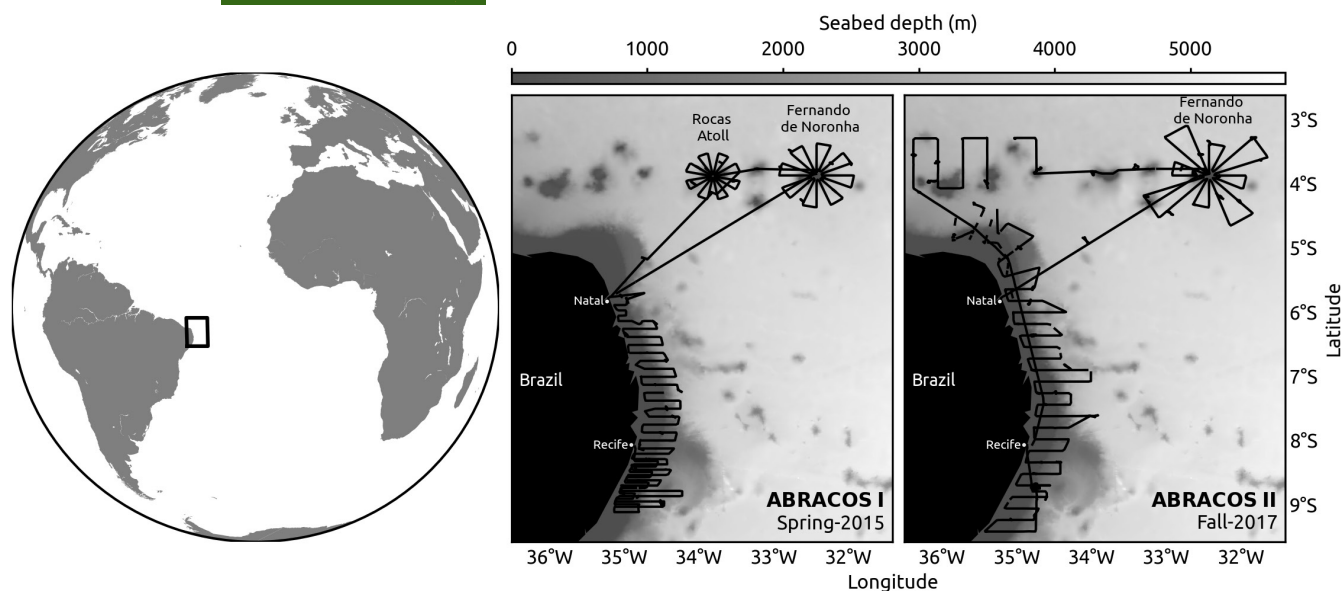 Seabed depth (m)
0 1000 2000 3000 4000 5000
Rocas
Atoll
Fernando
de Noronha
Natal
Brazil
Recife
ABRACOS I
Spring-2015
Fernando
de Noronha
Natal
Brazil
Recife
ABRACOS II
Fall-2017
3°S
4°S
5°S
6°S
7°S
8°S
9°S
Latitude
36°W 35°W 34°W 33°W 32°W
36°W 35°W 34°W 33°W 32°W
Longitude